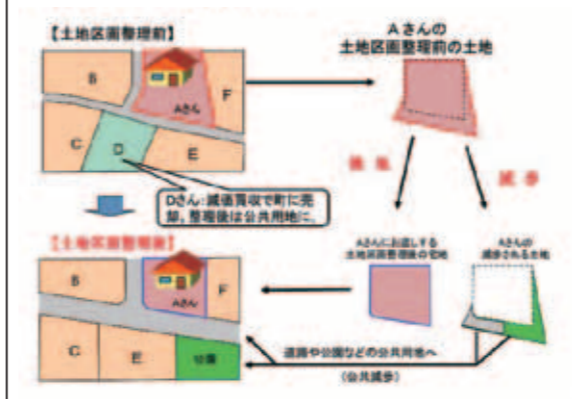 【土地区画整理前】
Aさんの
土地区画整理前の土地
B
Aさん
F
C
D
E
換地
減歩
Dさん：減価買収で町に売
却。整理後は公共用地に。
【土地区画整理後】
Aさんにお返しする
土地区画整理後の宅地
Aさんの
減歩される土地
B
Aさん
F
C
E
公園
道路や公園などの公共用地へ
(公共減歩)